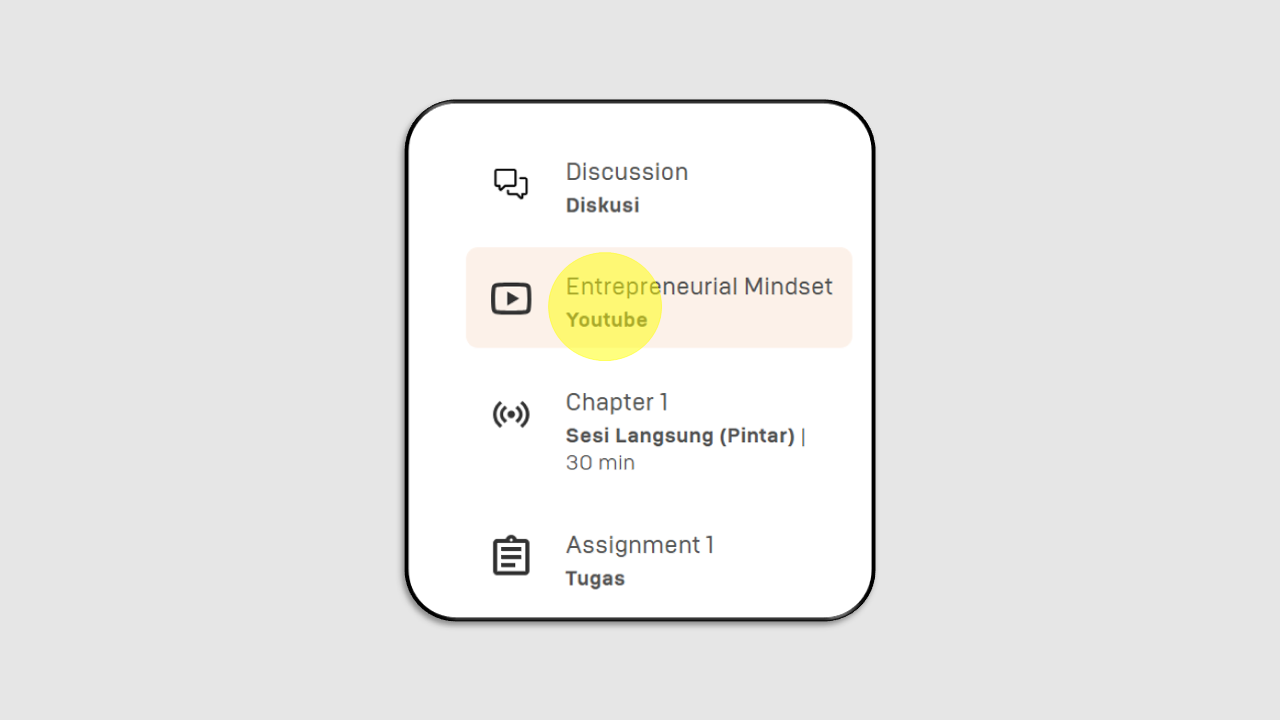 Discussion
Diskusi
Entrepreneurial Mindset
Youtube
Chapter 1
Sesi Langsung (Pintar) |
30 min
Assignment 1
Tugas